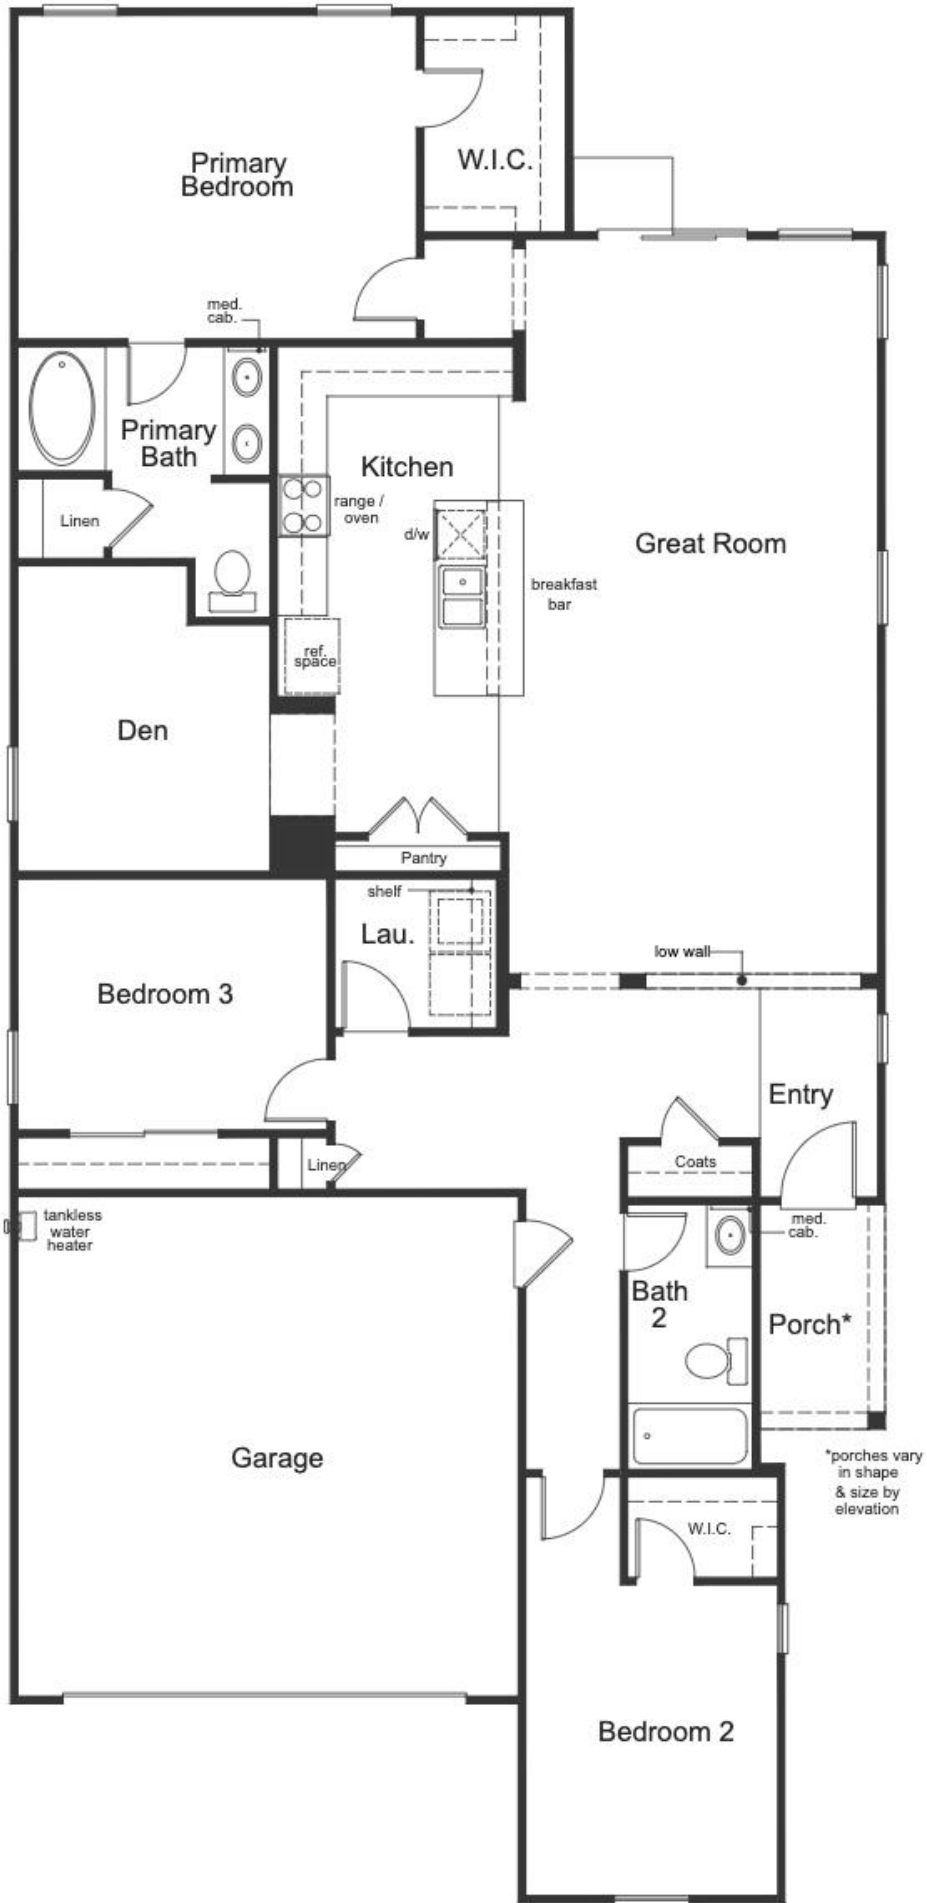 Primary
Bedroom
W.I.C.
med.
cab.
Primary
Bath
Kitchen
range /
oven
Linen
d/w
Great Room
breakfast
bar
ref.
space
Den
Pantry
shelf
Lau.
low wall
Bedroom 3
Entry
Linen
Coats
tankless
water
heater
med.
cab.
Bath
2
Porch*
Garage
*porches vary
in shape
& size by
elevation
W.I.C.
Bedroom 2